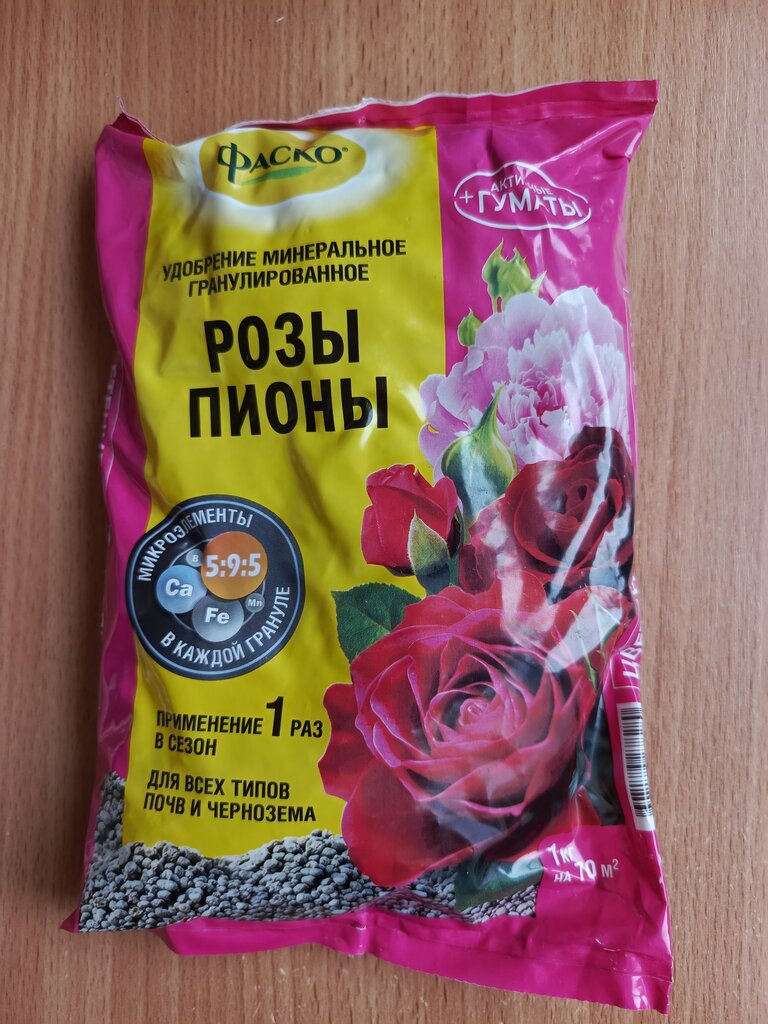 ФАСКО®
+ АКТИВНЫЕ
ГУМАТЫ
УДОБРЕНИЕ МИНЕРАЛЬНОЕ
ГРАНУЛИРОВАННОЕ
РОЗЫ
ПИОНЫ
МИКРОЭЛЕМЕНТЫ
B
5:9:5
Ca
Fe
Mn
В КАЖДОЙ ГРАНУЛЕ
ПРИМЕНЕНИЕ 1 РАЗ
В СЕЗОН
ДЛЯ ВСЕХ ТИПОВ
ПОЧВ И ЧЕРНОЗЕМА
1 КГ
НА 10 М²